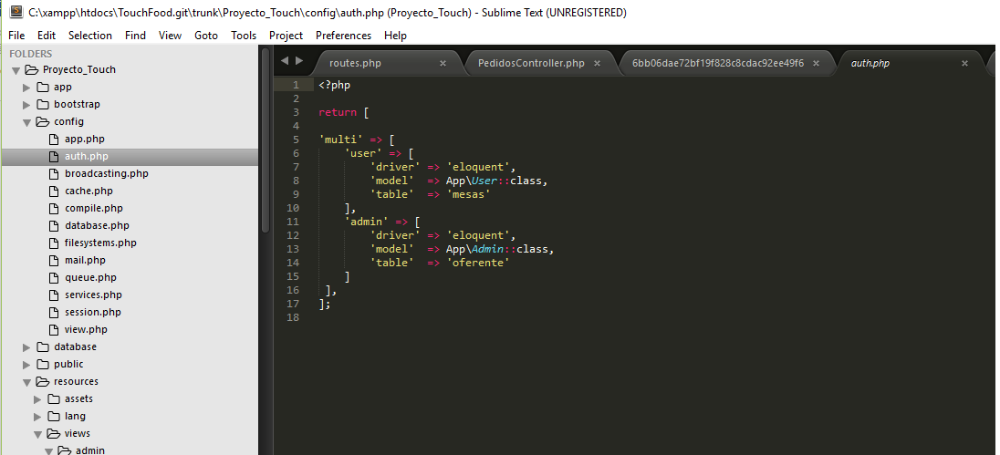 C:\xampp\htdocs\TouchFood.git\trunk\Proyecto_Touch\config\auth.php (Proyecto_Touch) - Sublime Text (UNREGISTERED)
File Edit Selection Find View Goto Tools Project Preferences Help
FOLDERS
Proyecto_Touch
app
bootstrap
config
app.php
auth.php
broadcasting.php
cache.php
compile.php
database.php
filesystems.php
mail.php
queue.php
services.php
session.php
view.php
database
public
resources
assets
lang
views
admin
routes.php × PedidosController.php × 6bb06dae72bf19f828c8cdac92ee49f6 × auth.php ×
1 <?php
2
3 return [
4
5 'multi' => [
6 'user' => [
7 'driver' => 'eloquent',
8 'model' => App\User::class,
9 'table' => 'mesas'
10 ],
11 'admin' => [
12 'driver' => 'eloquent',
13 'model' => App\Admin::class,
14 'table' => 'oferente'
15 ]
16 ],
17 ];
18